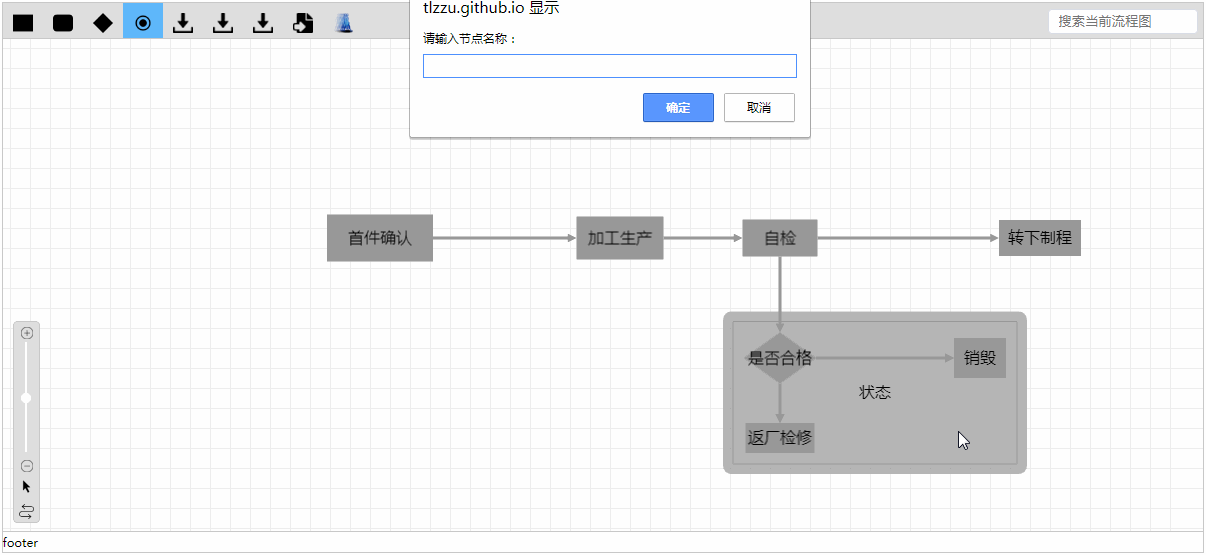 tlzzu.github.io 显示
搜素当前流程图
请输入节点名称：
确定
取消
首件确认
加工生产
自检
转下制程
是否合格
销毁
状态
返厂检修
footer